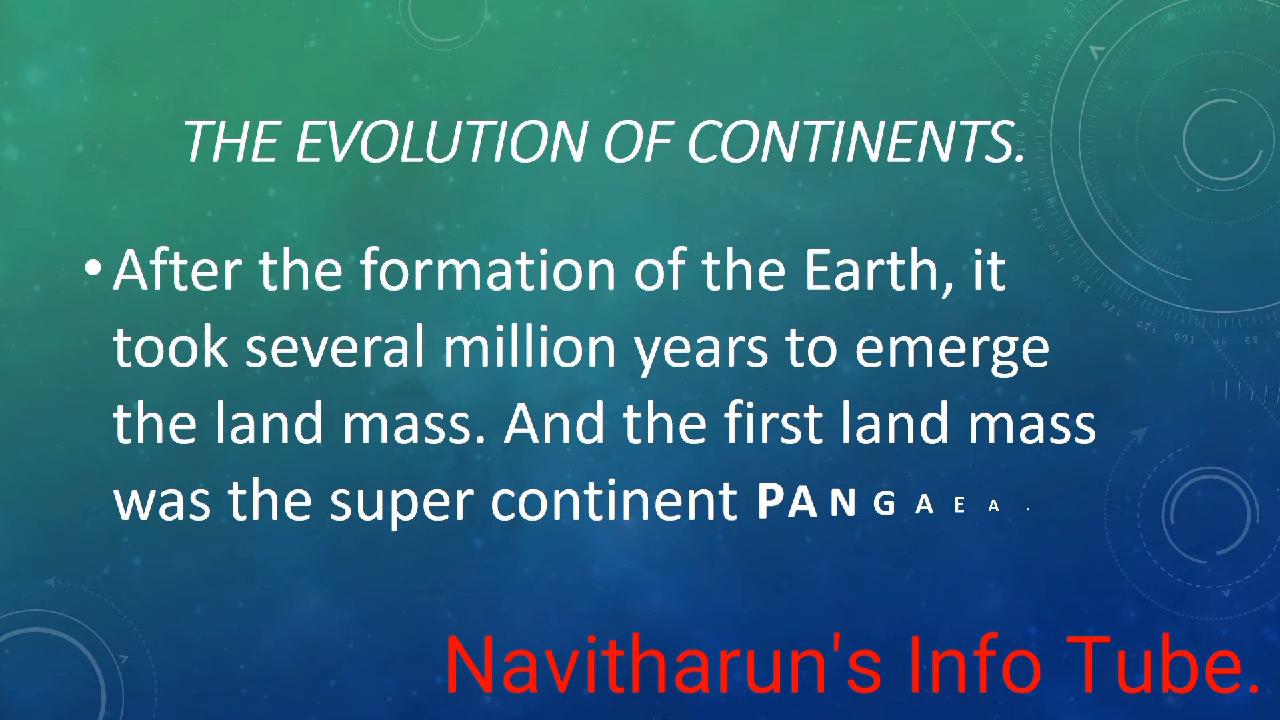 THE EVOLUTION OF CONTINENTS.
• After the formation of the Earth, it
took several million years to emerge
the land mass. And the first land mass
was the super continent PANGAEA.
Navitharun's Info Tube.